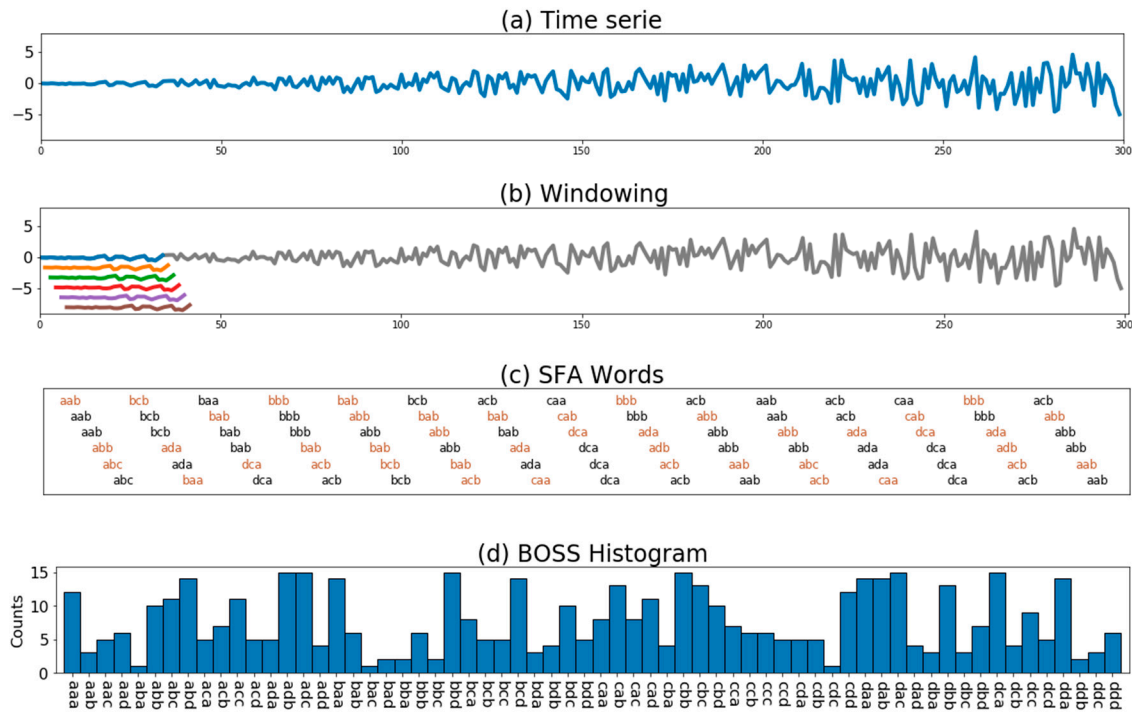 (a) Time serie
5
0
−5
0 50 100 150 200 250 300
(b) Windowing
5
0
−5
0 50 100 150 200 250 300
(c) SFA Words
aab bcb baa bbb bab bcb acb caa bbb acb aab acb caa bbb acb
aab bcb bab bbb abb bab bab cab bbb abb aab acb cab bbb abb
aab bcb bab bbb abb abb bab dca ada abb abb ada dca ada abb
abb ada bab bab bab abb ada dca adb abb abb ada dca adb abb
abc ada dca acb bcb bab ada dca acb aab abc ada dca acb aab
abc baa dca acb bcb acb caa dca acb aab acb caa dca acb aab
(d) BOSS Histogram
Counts
15
10
5
0
aaa aab aac aad aba abb abc abd aca acb acc acd ada adb adc add baa bab bac bad bba bbb bbc bbd bca bcb bcc bcd bda bdb bdc bdd caa cab cac cad cba cbb cbc cbd cca ccb ccc ccd cda cdb cdc cdd daa dab dac dad dba dbb dbc dbd dca dcb dcc dcd dda ddb ddc ddd